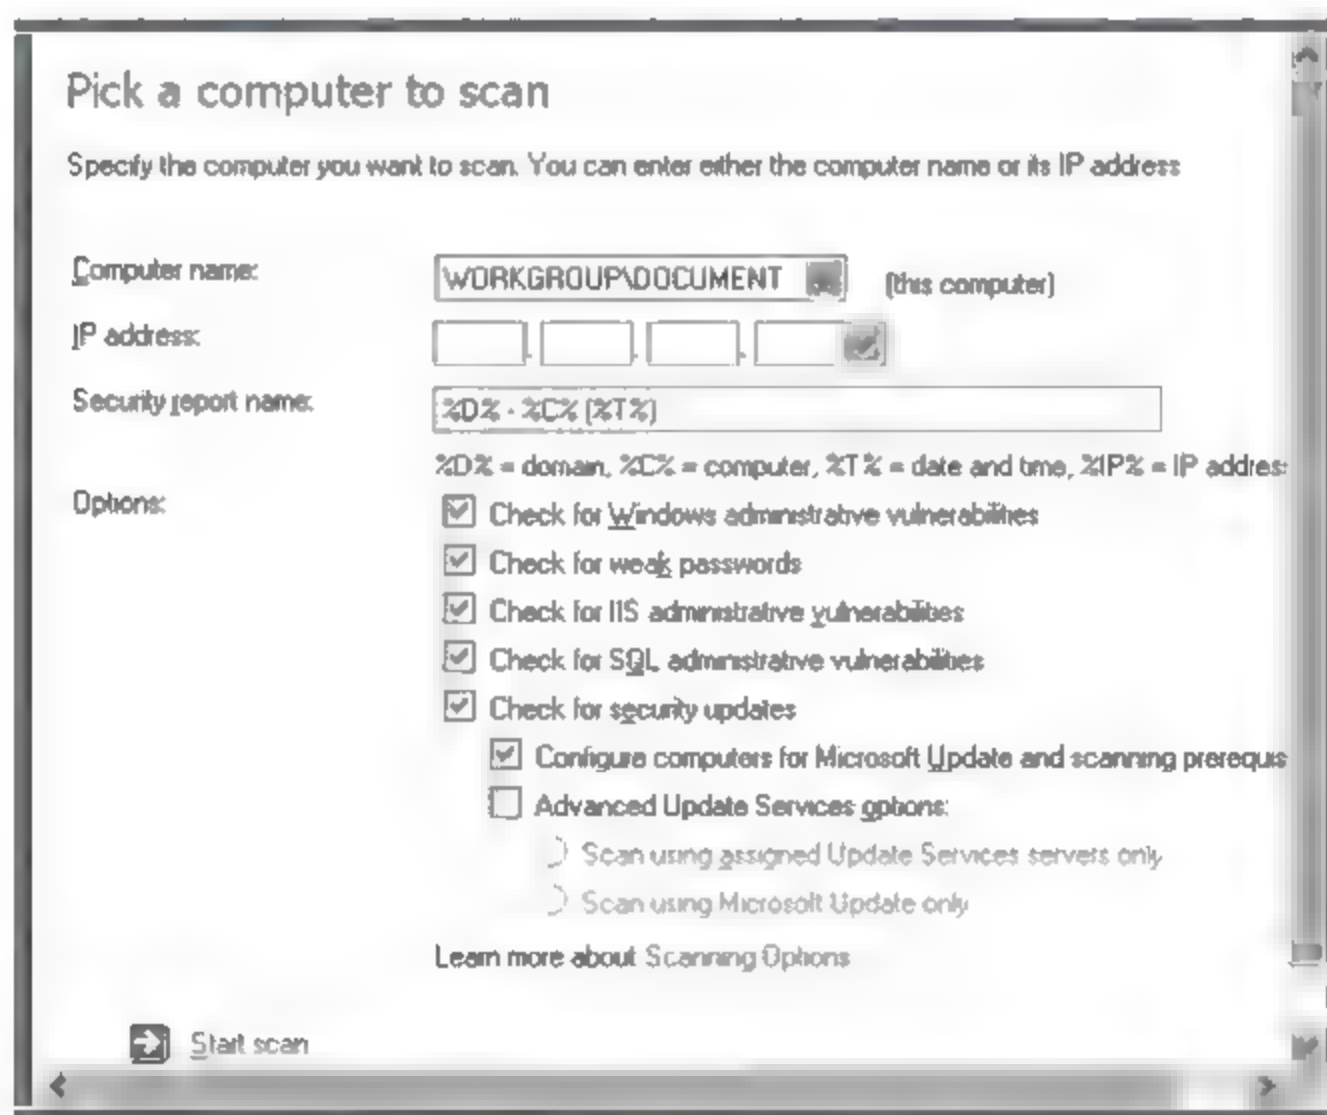 Pick a computer to scan
Specify the computer you want to scan. You can enter either the computer name or its IP address
Computer name: WORKGROUP\DOCUMENT (this computer)
IP address: . . .
Security report name: %D% - %C% (%T%)
%D% = domain, %C% = computer, %T% = date and time, %IP% = IP addres
Options:
Check for Windows administrative vulnerabilities
Check for weak passwords
Check for IIS administrative vulnerabilities
Check for SQL administrative vulnerabilities
Check for security updates
Configure computers for Microsoft Update and scanning prerequis
Advanced Update Services options:
Scan using assigned Update Services servers only
Scan using Microsoft Update only
Learn more about Scanning Options
Start scan